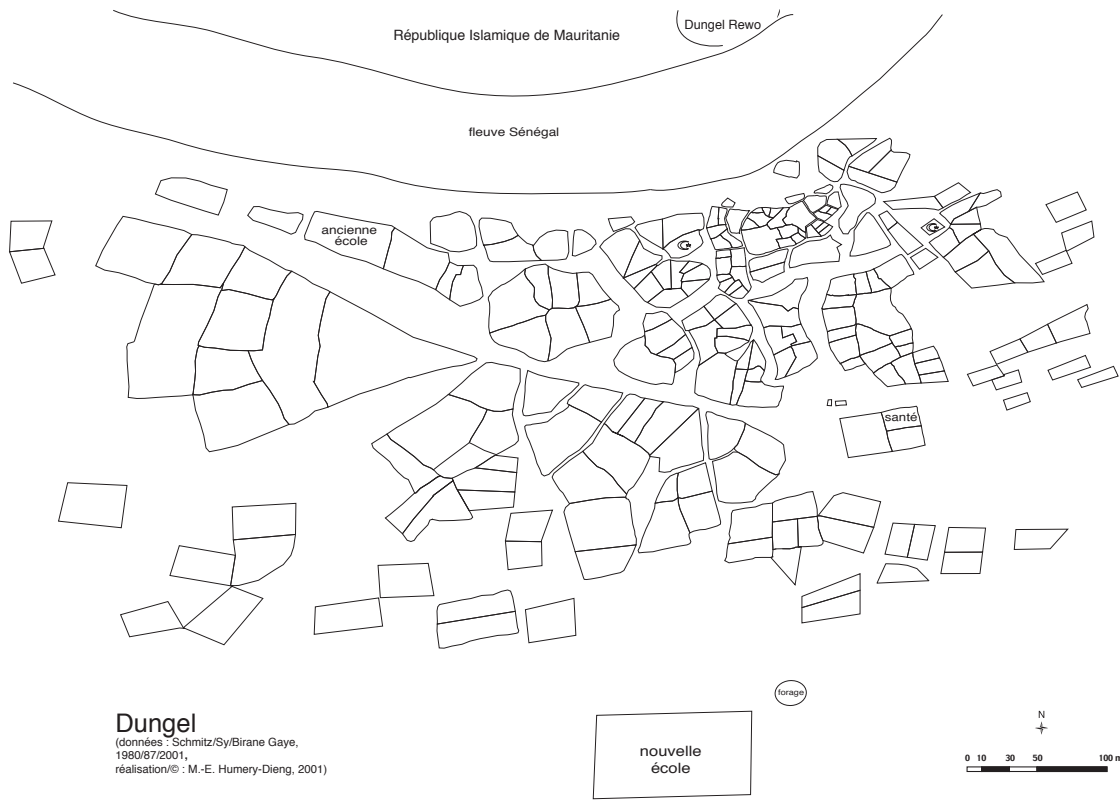 République Islamique de Mauritanie
Dungel Rewo
fleuve Sénégal
ancienne
école
santé
forage
nouvelle
école
Dungel
(données : Schmitz/Sy/Birane Gaye,
1980/87/2001,
réalisation/© : M.-E. Humery-Dieng, 2001)
N
0 10 30 50 100 m